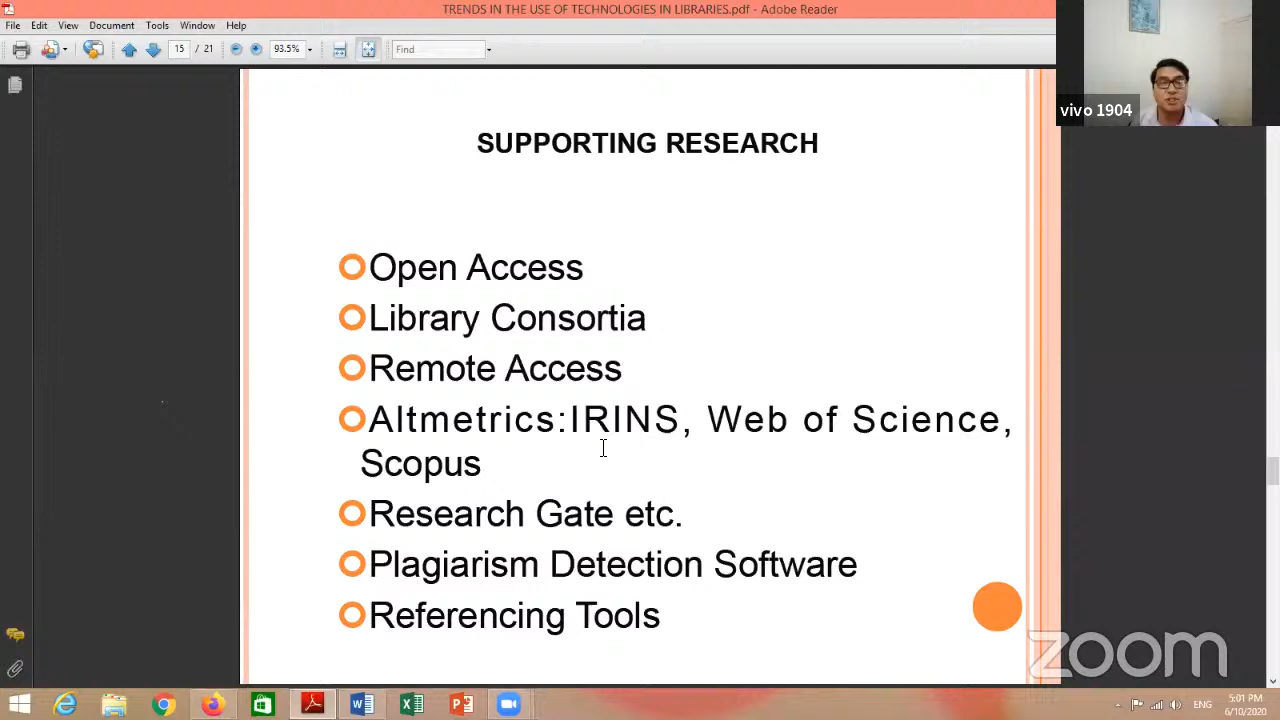 TRENDS IN THE USE OF TECHNOLOGIES IN LIBRARIES.pdf - Adobe Reader
File Edit View Document Tools Window Help
15 / 21 93.5% Find
vivo 1904
SUPPORTING RESEARCH
Open Access
Library Consortia
Remote Access
Altmetrics:IRINS, Web of Science,
Scopus
Research Gate etc.
Plagiarism Detection Software
Referencing Tools
zoom
ENG
5:01 PM
6/10/2020